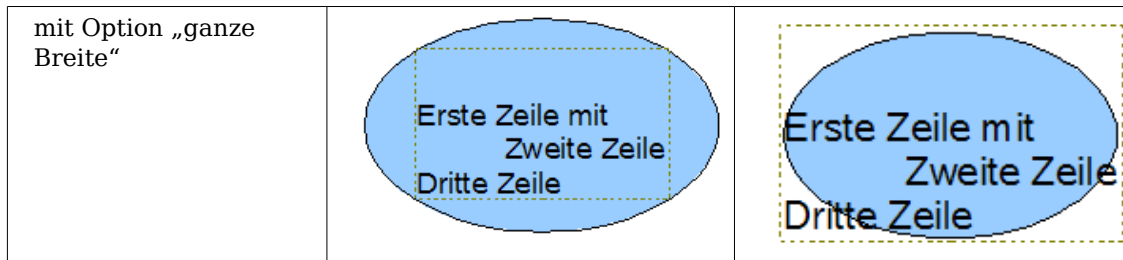 mit Option „ganze
Breite“
Erste Zeile mit
Zweite Zeile
Dritte Zeile
Erste Zeile mit
Zweite Zeile
Dritte Zeile